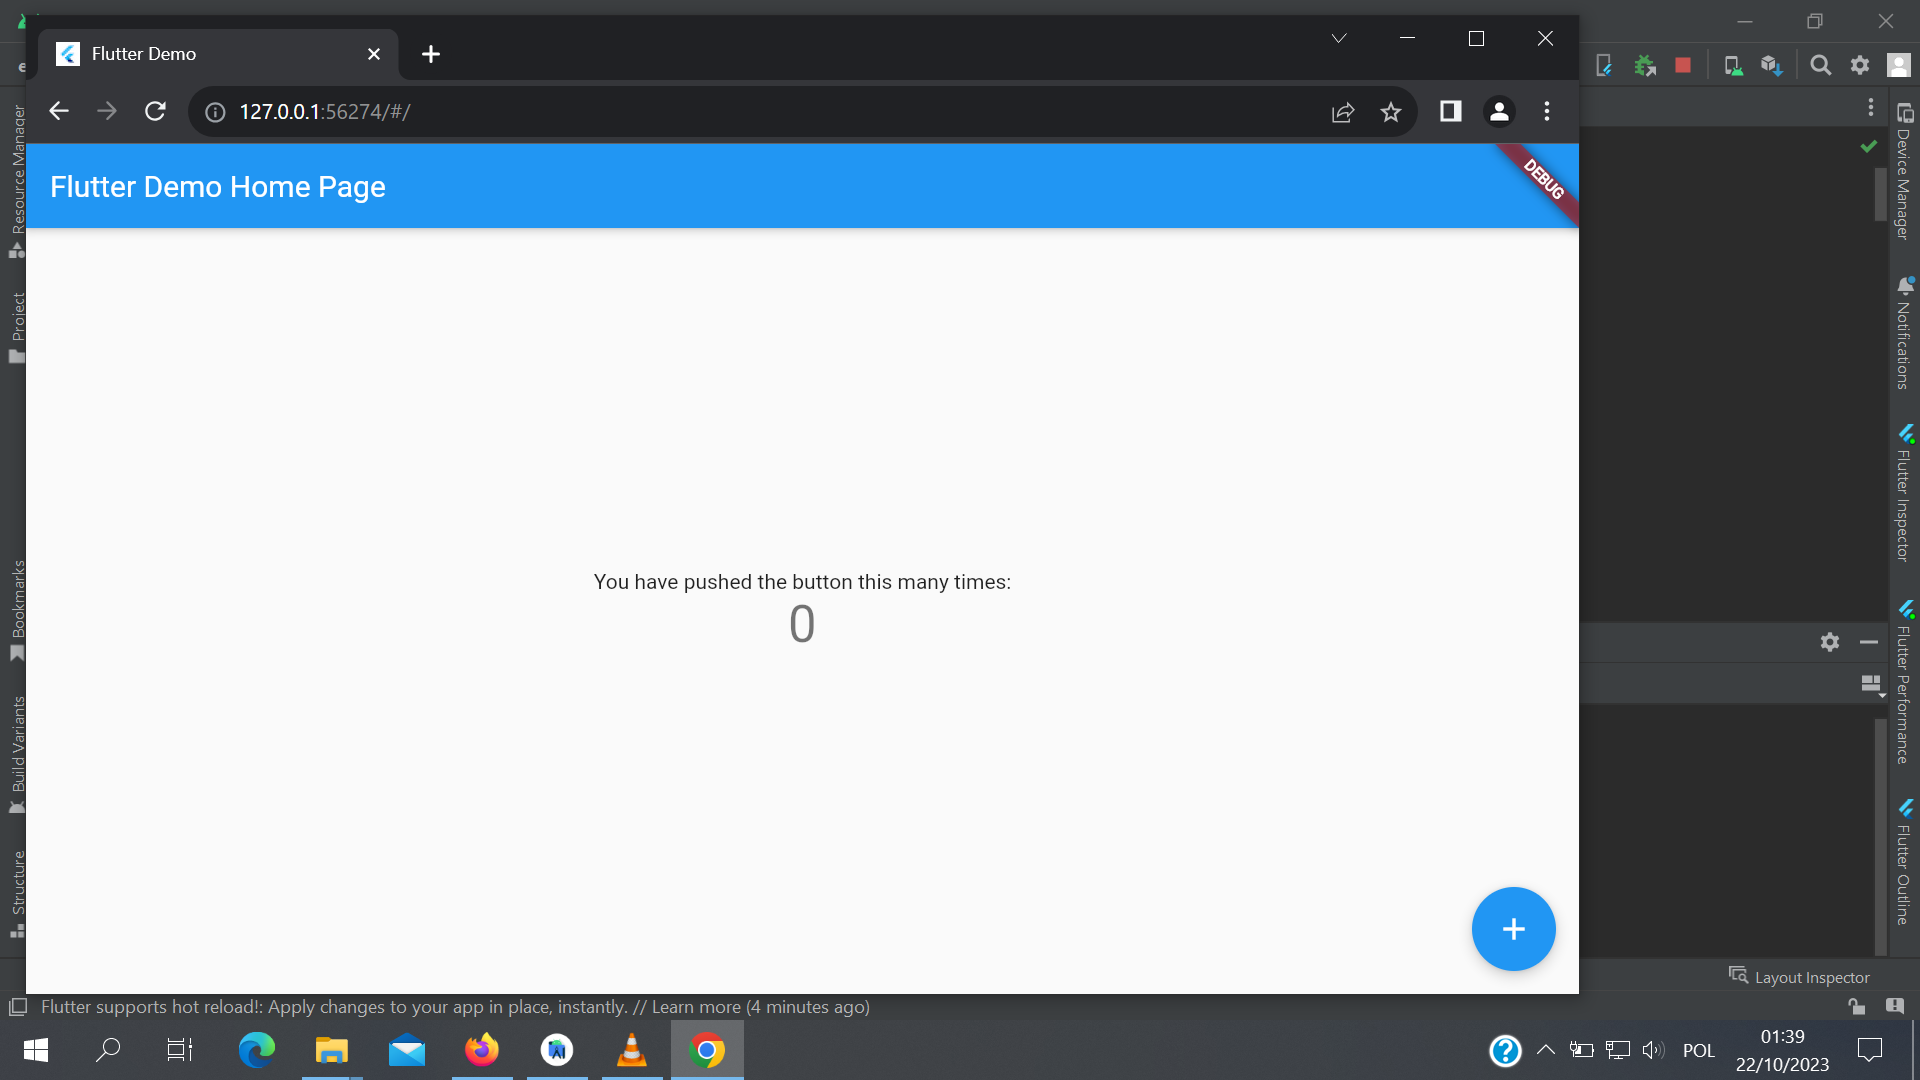 Flutter Demo
127.0.0.1:56274/#/
Flutter Demo Home Page
DEBUG
You have pushed the button this many times:
0
+
Resource Manager
Project
Bookmarks
Build Variants
Structure
Device Manager
Notifications
Flutter Inspector
Flutter Performance
Flutter Outline
Layout Inspector
Flutter supports hot reload!: Apply changes to your app in place, instantly. // Learn more (4 minutes ago)
POL
01:39
22/10/2023